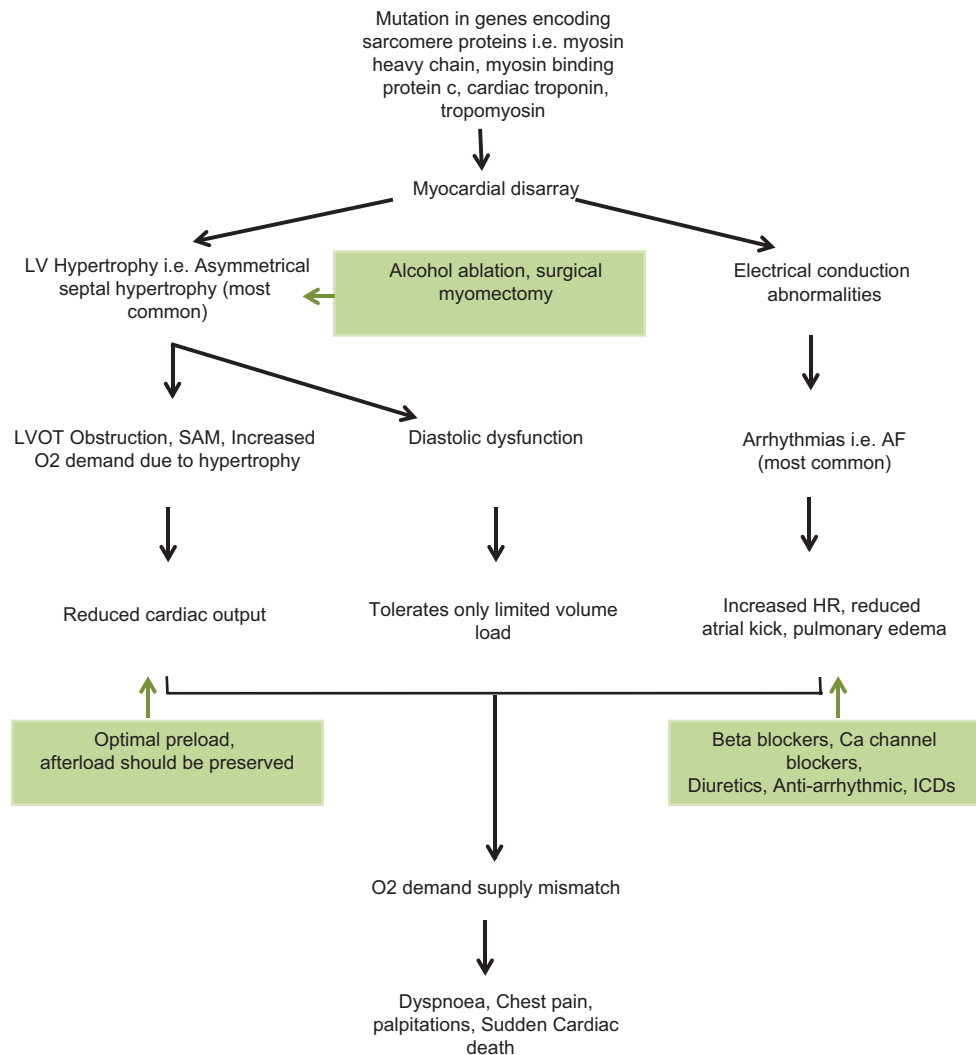 Mutation in genes encoding
sarcomere proteins i.e. myosin
heavy chain, myosin binding
protein c, cardiac troponin,
tropomyosin
Myocardial disarray
LV Hypertrophy i.e. Asymmetrical
septal hypertrophy (most
common)
Alcohol ablation, surgical
myomectomy
Electrical conduction
abnormalities
LVOT Obstruction, SAM, Increased
O2 demand due to hypertrophy
Diastolic dysfunction
Arrhythmias i.e. AF
(most common)
Reduced cardiac output
Tolerates only limited volume
load
Increased HR, reduced
atrial kick, pulmonary edema
Optimal preload,
afterload should be preserved
Beta blockers, Ca channel
blockers,
Diuretics, Anti-arrhythmic, ICDs
O2 demand supply mismatch
Dyspnoea, Chest pain,
palpitations, Sudden Cardiac
death